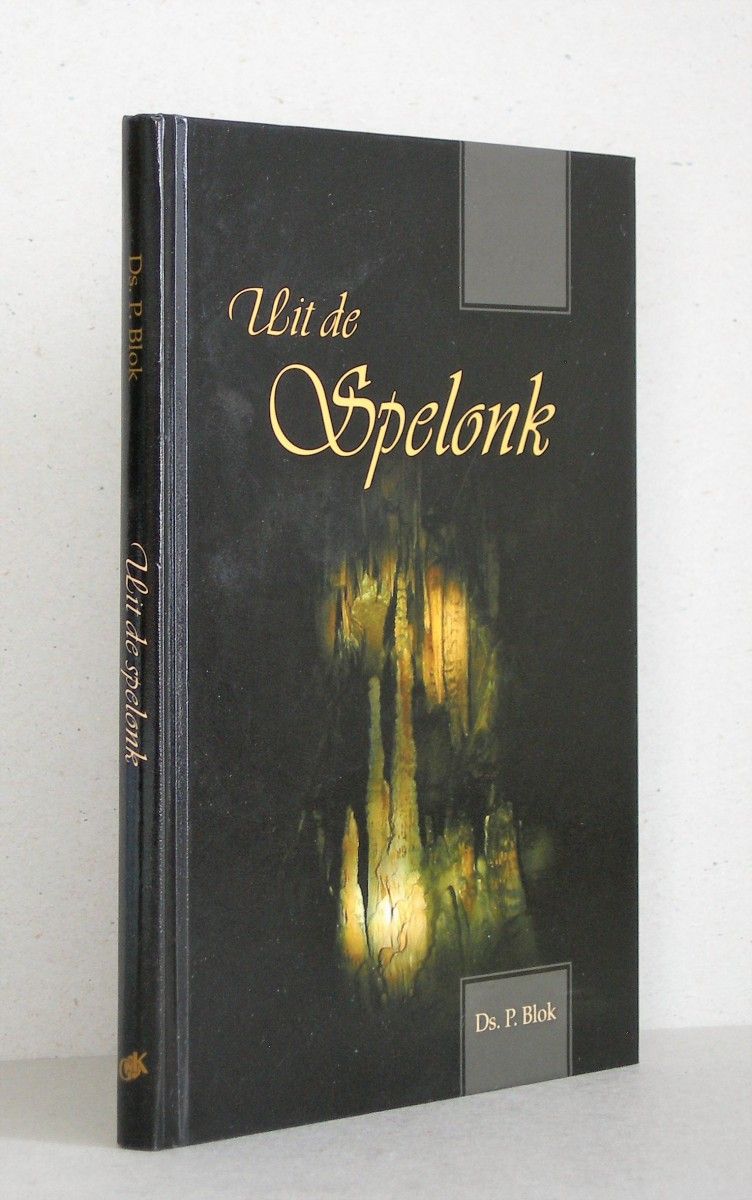 Uit de
Spelonk
Ds. P. Blok
Ds. P. Blok
Uit de spelonk